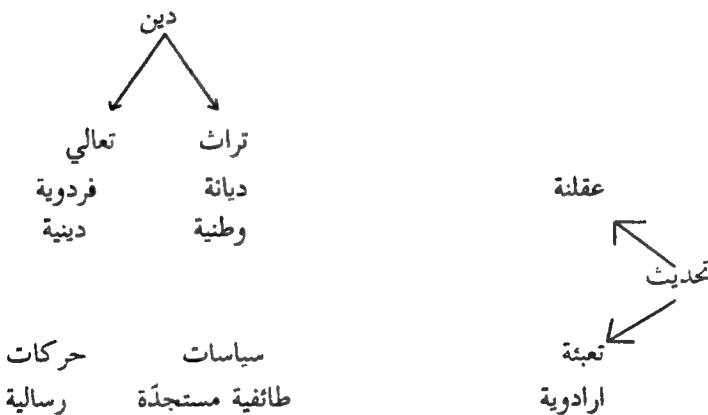 دين
تراث تعالي
عقلنة ديانة فردوية
وطنية دينية
تحديث
تعبئة سياسات حركات
ارادوية طائفية مستجدّة رسالية